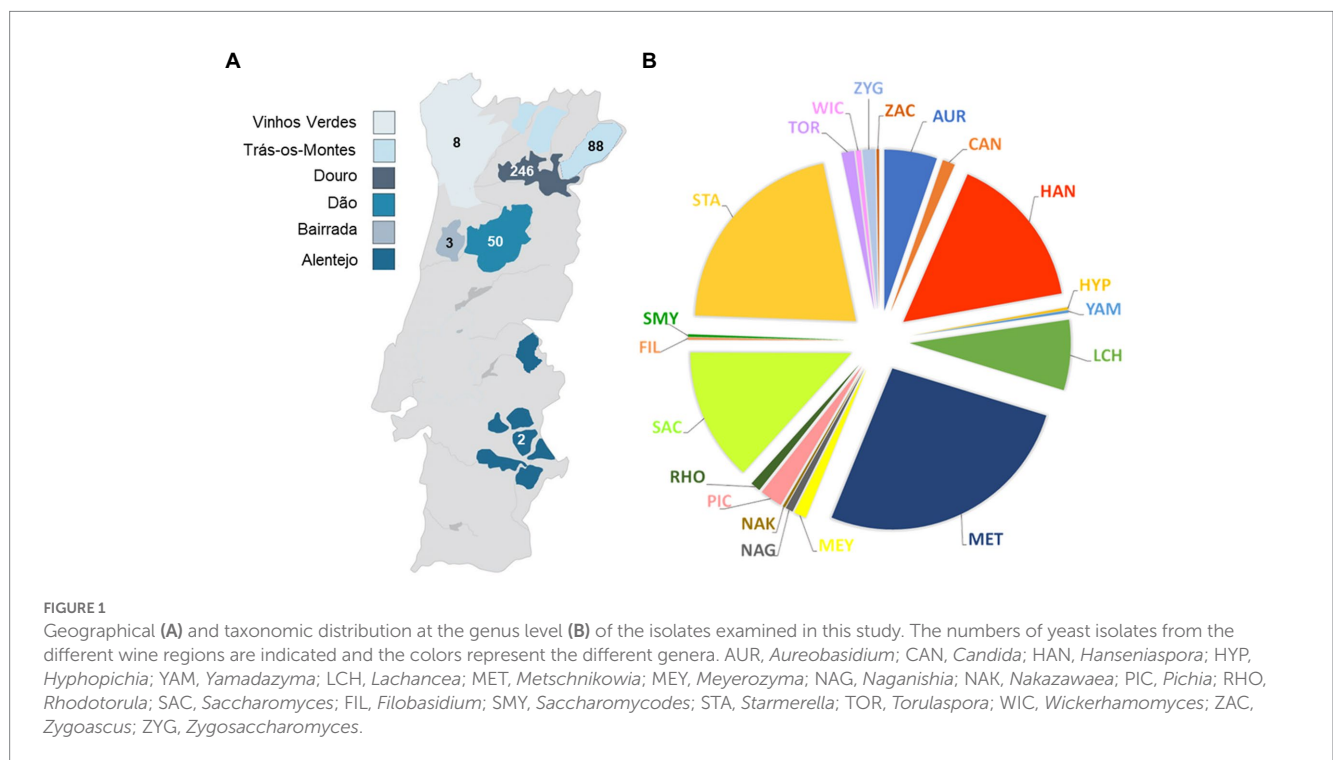 A
Vinhos Verdes
Trás-os-Montes
Douro
Dão
Bairrada
Alentejo
8
88
246
3
50
2
B
ZYG
WIC
ZAC
TOR
AUR
CAN
STA
HAN
HYP
YAM
SMY
FIL
LCH
SAC
RHO
PIC
NAK
NAG
MEY
MET
FIGURE 1
Geographical (A) and taxonomic distribution at the genus level (B) of the isolates examined in this study. The numbers of yeast isolates from the
different wine regions are indicated and the colors represent the different genera. AUR, Aureobasidium; CAN, Candida; HAN, Hanseniaspora; HYP,
Hyphopichia; YAM, Yamadazyma; LCH, Lachancea; MET, Metschnikowia; MEY, Meyerozyma; NAG, Naganishia; NAK, Nakazawaea; PIC, Pichia; RHO,
Rhodotorula; SAC, Saccharomyces; FIL, Filobasidium; SMY, Saccharomycodes; STA, Starmerella; TOR, Torulaspora; WIC, Wickerhamomyces; ZAC,
Zygoascus; ZYG, Zygosaccharomyces.